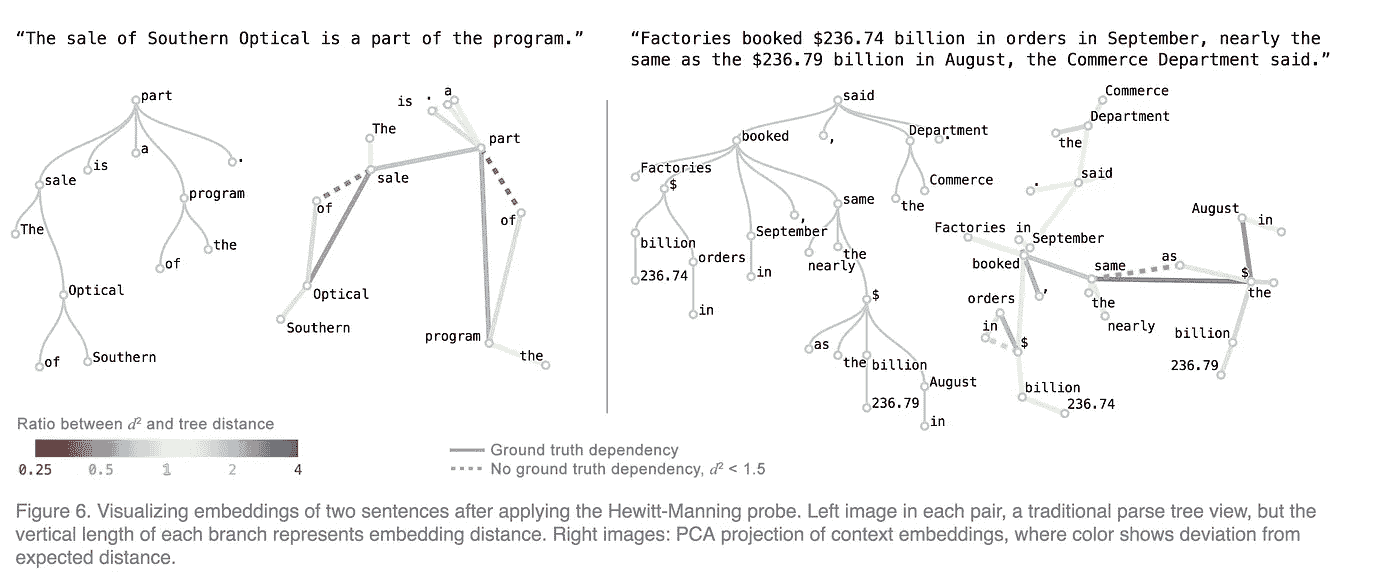 “The sale of Southern Optical is a part of the program.”
“Factories booked $236.74 billion in orders in September, nearly the
same as the $236.79 billion in August, the Commerce Department said.”
part
is
a
.
sale
program
The
of
the
Optical
of
Southern
is
.
a
The
part
sale
of
of
Optical
Southern
program
the
said
booked
,
Department
.
Factories
$
Commerce
the
same
billion
September
,
orders
nearly
the
236.74
in
in
$
as
the
billion
August
236.79
in
Commerce
Department
the
.
said
August
in
Factories
in
September
booked
same
as
$
the
,
the
orders
nearly
in
$
billion
236.79
billion
236.74
Ratio between d² and tree distance
0.25 0.5 1 2 4
Ground truth dependency
No ground truth dependency, d² < 1.5
Figure 6. Visualizing embeddings of two sentences after applying the Hewitt-Manning probe. Left image in each pair, a traditional parse tree view, but the
vertical length of each branch represents embedding distance. Right images: PCA projection of context embeddings, where color shows deviation from
expected distance.